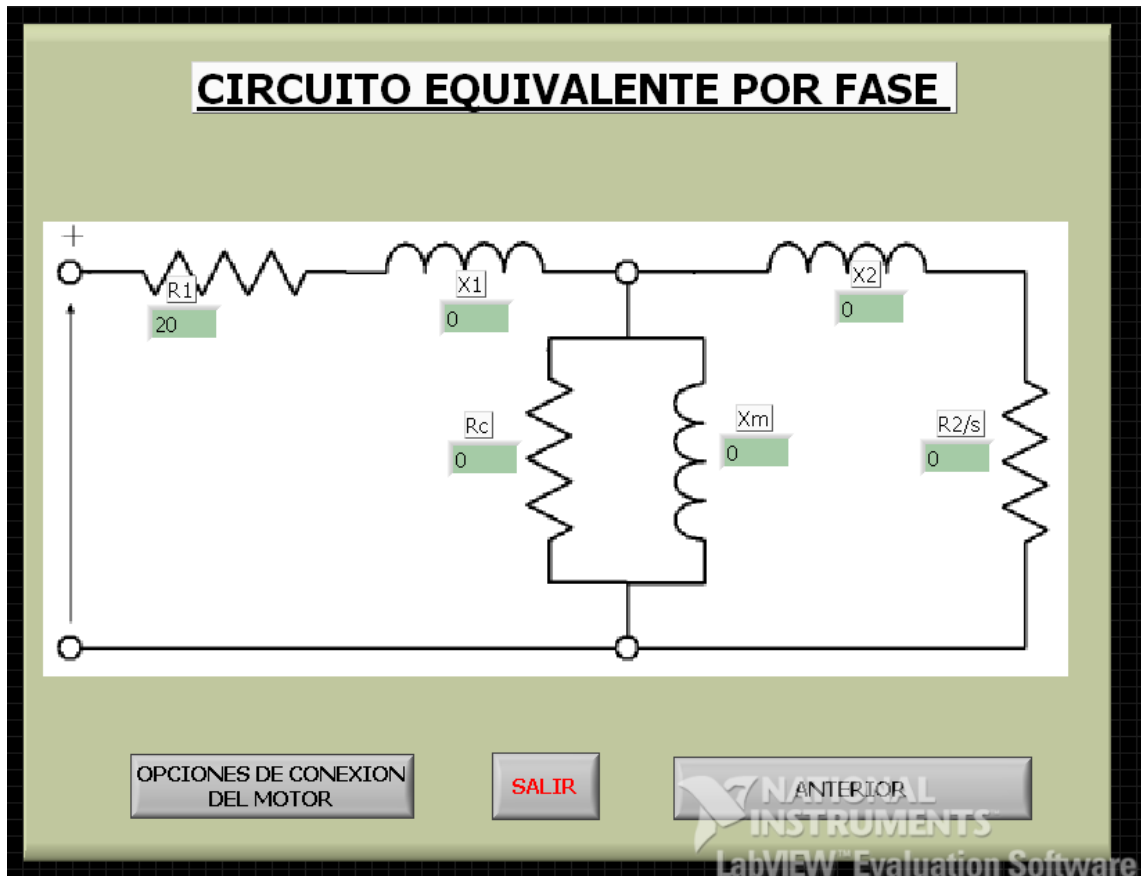 CIRCUITO EQUIVALENTE POR FASE
+
R1
20
X1
0
X2
0
Rc
0
Xm
0
R2/s
0
OPCIONES DE CONEXION
DEL MOTOR
SALIR
ANTERIOR
NATIONAL
INSTRUMENTS
LabVIEW™ Evaluation Software